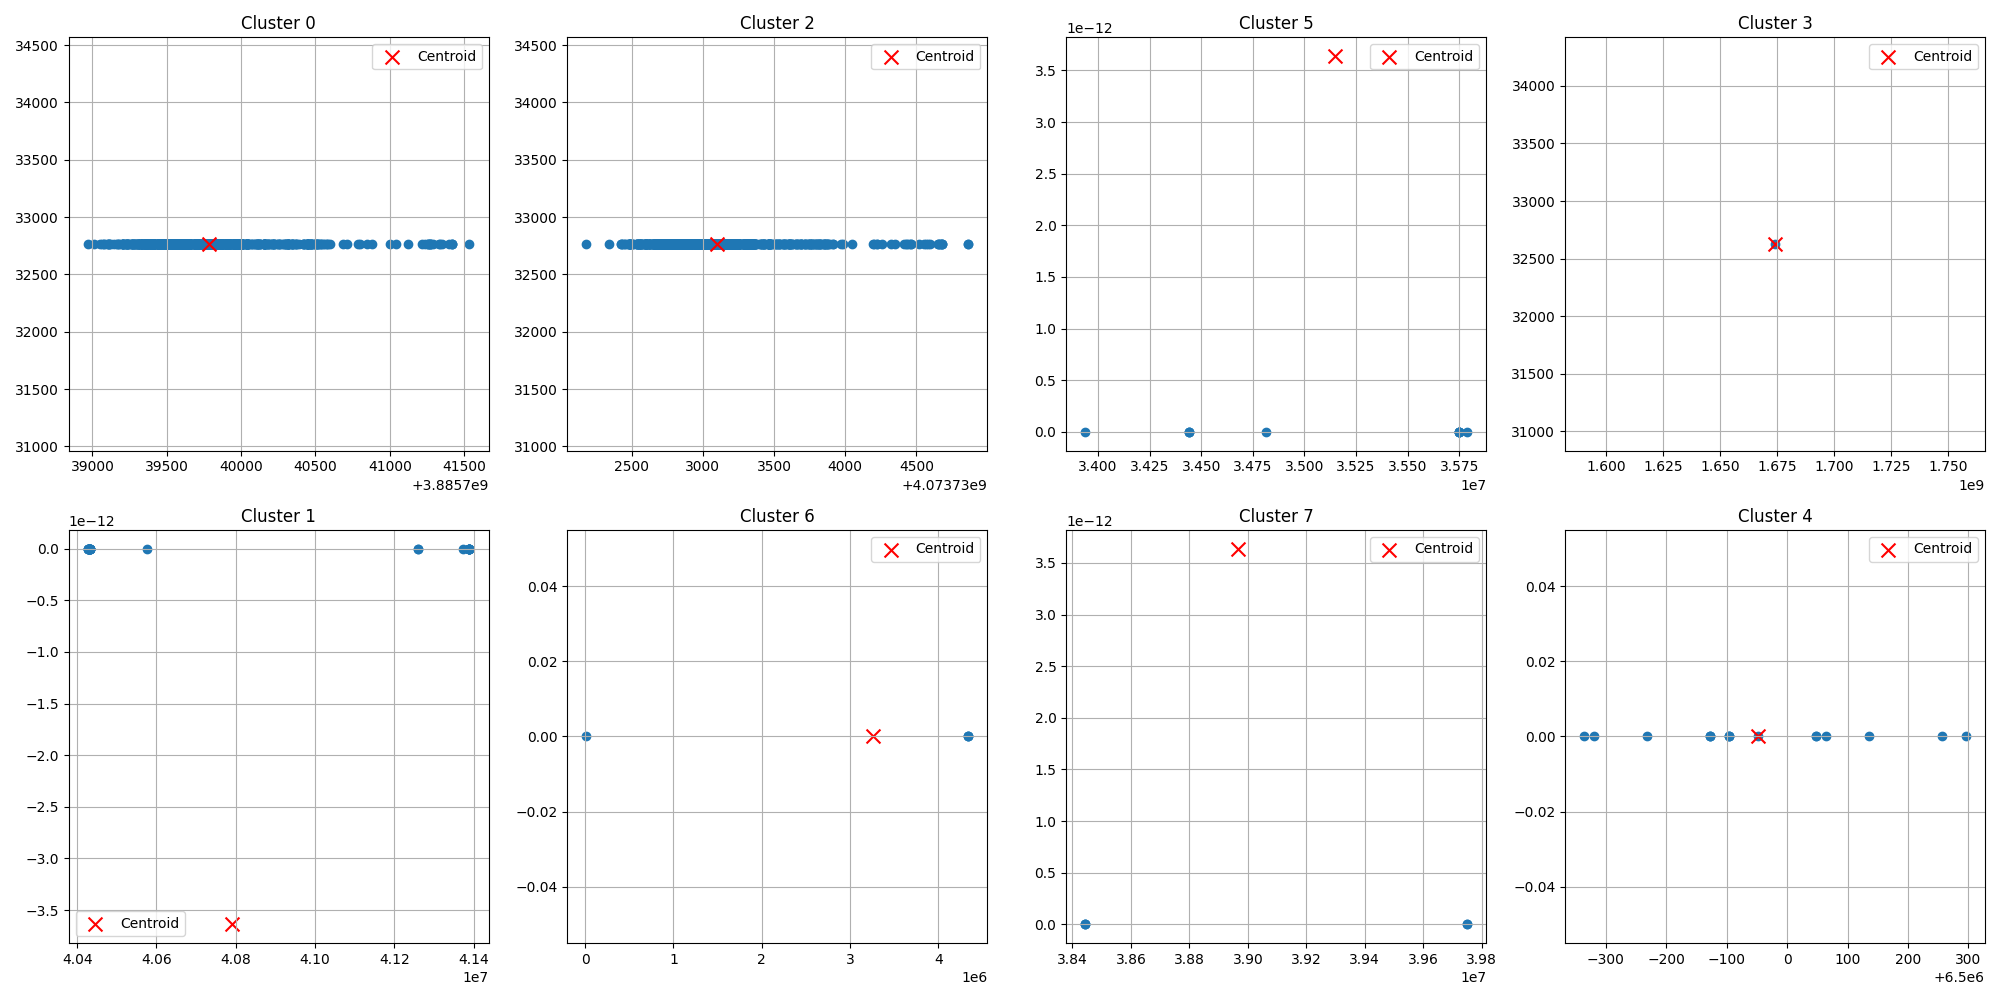 Cluster 0
34500
34000
33500
33000
32500
32000
31500
31000
39000 39500 40000 40500 41000 41500
+3.8857e9
Centroid
Cluster 2
34500
34000
33500
33000
32500
32000
31500
31000
2500 3000 3500 4000 4500
+4.07373e9
Centroid
Cluster 5
1e−12
3.5
3.0
2.5
2.0
1.5
1.0
0.5
0.0
3.400 3.425 3.450 3.475 3.500 3.525 3.550 3.575
1e7
Centroid
Cluster 3
34000
33500
33000
32500
32000
31500
31000
1.600 1.625 1.650 1.675 1.700 1.725 1.750
1e9
Centroid
Cluster 1
1e−12
0.0
−0.5
−1.0
−1.5
−2.0
−2.5
−3.0
−3.5
4.04 4.06 4.08 4.10 4.12 4.14
1e7
Centroid
Cluster 6
0.04
0.02
0.00
−0.02
−0.04
0 1 2 3 4
1e6
Centroid
Cluster 7
1e−12
3.5
3.0
2.5
2.0
1.5
1.0
0.5
0.0
3.84 3.86 3.88 3.90 3.92 3.94 3.96 3.98
1e7
Centroid
Cluster 4
0.04
0.02
0.00
−0.02
−0.04
−300 −200 −100 0 100 200 300
+6.5e6
Centroid